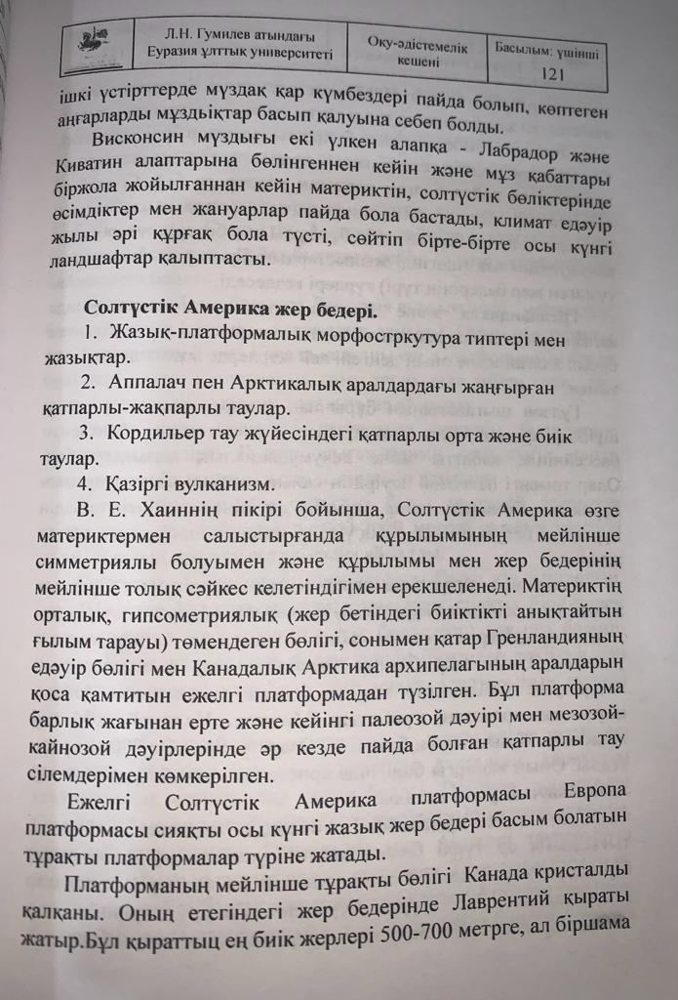 Л.Н. Гумилев атындағы
Еуразия ұлттық университеті
Оқу-әдістемелік
кешені
Басылым: үшінші
121
ішкі үстірттерде мұздақ қар күмбездері пайда болып, көптеген
аңғарларды мұздықтар басып қалуына себеп болды.
Висконсин мұздығы екі үлкен алапқа - Лабрадор және
Киватин алаптарына бөлінгеннен кейін және мұз қабаттары
біржола жойылғаннан кейін материктін, солтүстік бөліктерінде
өсімдіктер мен жануарлар пайда бола бастады, климат едәуір
жылы әрі құрғақ бола түсті, сөйтіп бірте-бірте осы күнгі
ландшафтар қалыптасты.
Солтүстік Америка жер бедері.
1. Жазық-платформалық морфостркутура типтері мен
жазықтар.
2. Аппалач пен Арктикалық аралдардағы жаңғырған
қатпарлы-жақпарлы таулар.
3. Кордильер тау жүйесіндегі қатпарлы орта және биік
таулар.
4. Қазіргі вулканизм.
В. Е. Хаиннің пікірі бойынша, Солтүстік Америка өзге
материктермен салыстырғанда құрылымының мейлінше
симметриялы болуымен және құрылымы мен жер бедерінің
мейлінше толық сәйкес келетіндігімен ерекшеленеді. Материктің
орталық, гипсометриялық (жер бетіндегі биіктікті анықтайтын
ғылым тарауы) төмендеген бөлігі, сонымен қатар Гренландияның
едәуір бөлігі мен Канадалық Арктика архипелагының аралдарын
қоса қамтитын ежелгі платформадан түзілген. Бұл платформа
барлық жағынан ерте және кейінгі палеозой дәуірі мен мезозой-
кайнозой дәуірлерінде әр кезде пайда болған қатпарлы тау
сілемдерімен көмкерілген.
Ежелгі Солтүстік Америка платформасы Европа
платформасы сияқты осы күнгі жазық жер бедері басым болатын
тұрақты платформалар түріне жатады.
Платформаның мейлінше тұрақты бөлігі Канада кристалды
қалқаны. Оның етегіндегі жер бедерінде Лаврентий қыраты
жатыр.Бұл қыраттыц ең биік жерлері 500-700 метрге, ал біршама